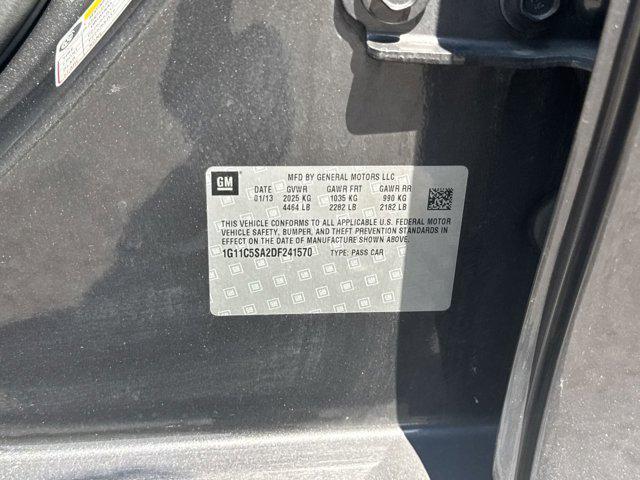 GM
MFD BY GENERAL MOTORS LLC
DATE GVWR GAWR FRT GAWR RR
01/13 2025 KG 1035 KG 990 KG
4464 LB 2282 LB 2182 LB
THIS VEHICLE CONFORMS TO ALL APPLICABLE U.S. FEDERAL MOTOR
VEHICLE SAFETY, BUMPER, AND THEFT PREVENTION STANDARDS IN
EFFECT ON THE DATE OF MANUFACTURE SHOWN ABOVE.
1G11C5SA2DF241570 TYPE: PASS CAR